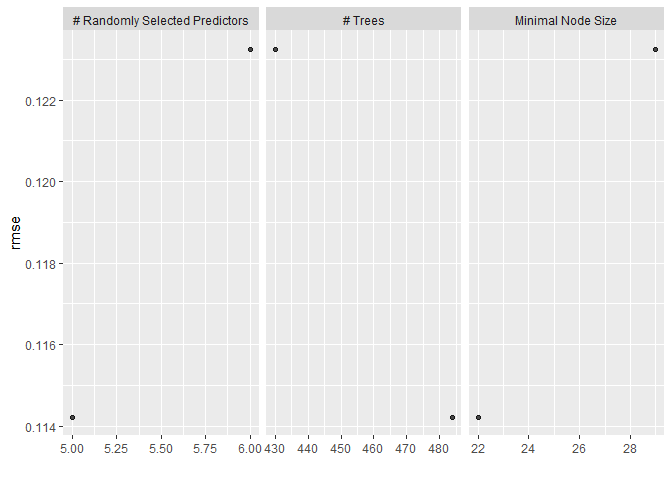 # Randomly Selected Predictors # Trees Minimal Node Size
0.122
0.120
0.118
0.116
0.114
rmse
5.00 5.25 5.50 5.75 6.00 430 440 450 460 470 480 22 24 26 28